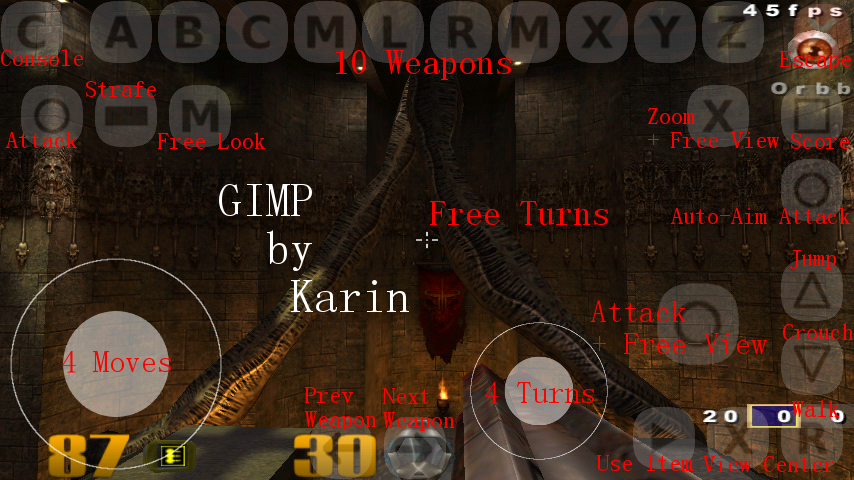 45fps
C A B C M L R M X Y Z
Console
10 Weapons
Escape
Strafe
Orbb
M
X
Zoom
Attack
Free Look
+ Free View
Score
GIMP
by
Karin
Free Turns
Auto-Aim Attack
Jump
Attack
+ Free View
Crouch
4 Moves
4 Turns
Prev
Weapon
Next
Weapon
Walk
20 0 0
87
30
X R
Use Item
View Center